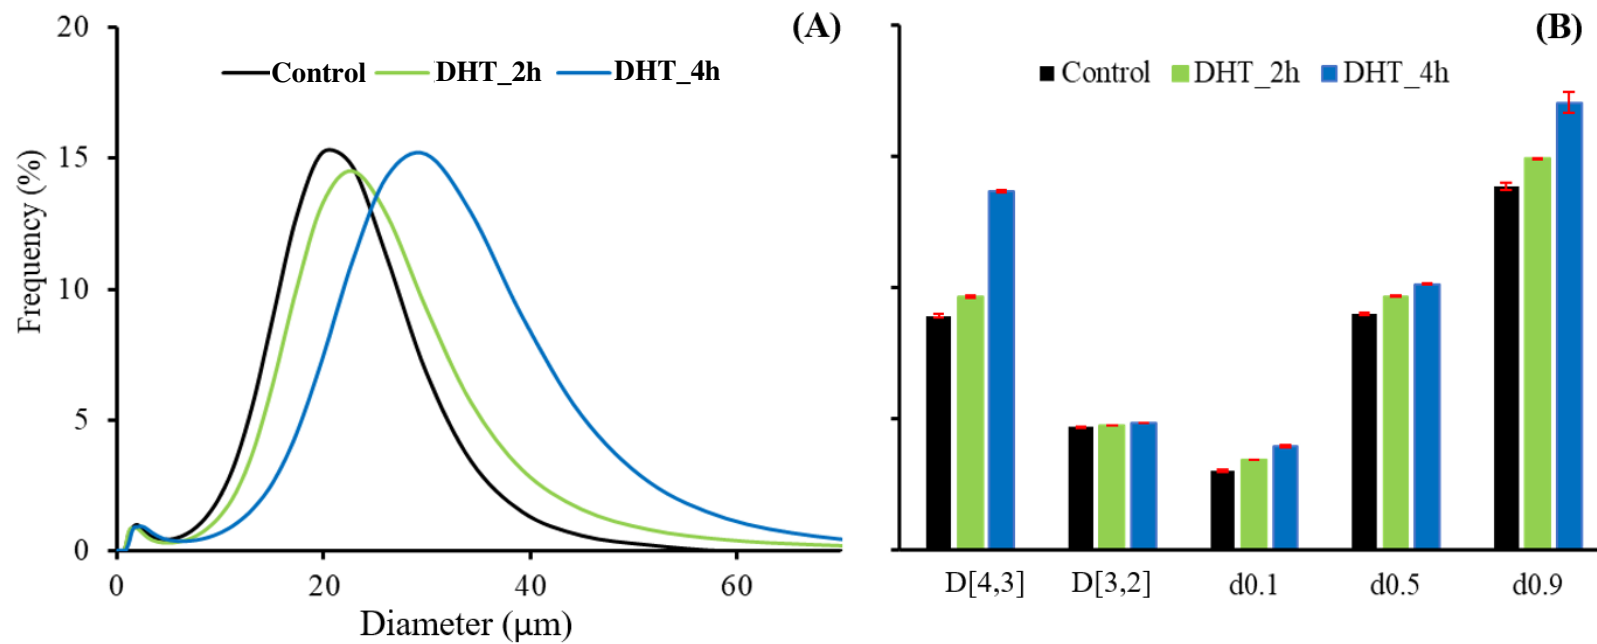 20
(A)
Control
DHT_2h
DHT_4h
15
10
5
0
Frequency (%)
0
20
40
60
Diameter (μm)
(B)
Control
DHT_2h
DHT_4h
D[4,3]
D[3,2]
d0.1
d0.5
d0.9